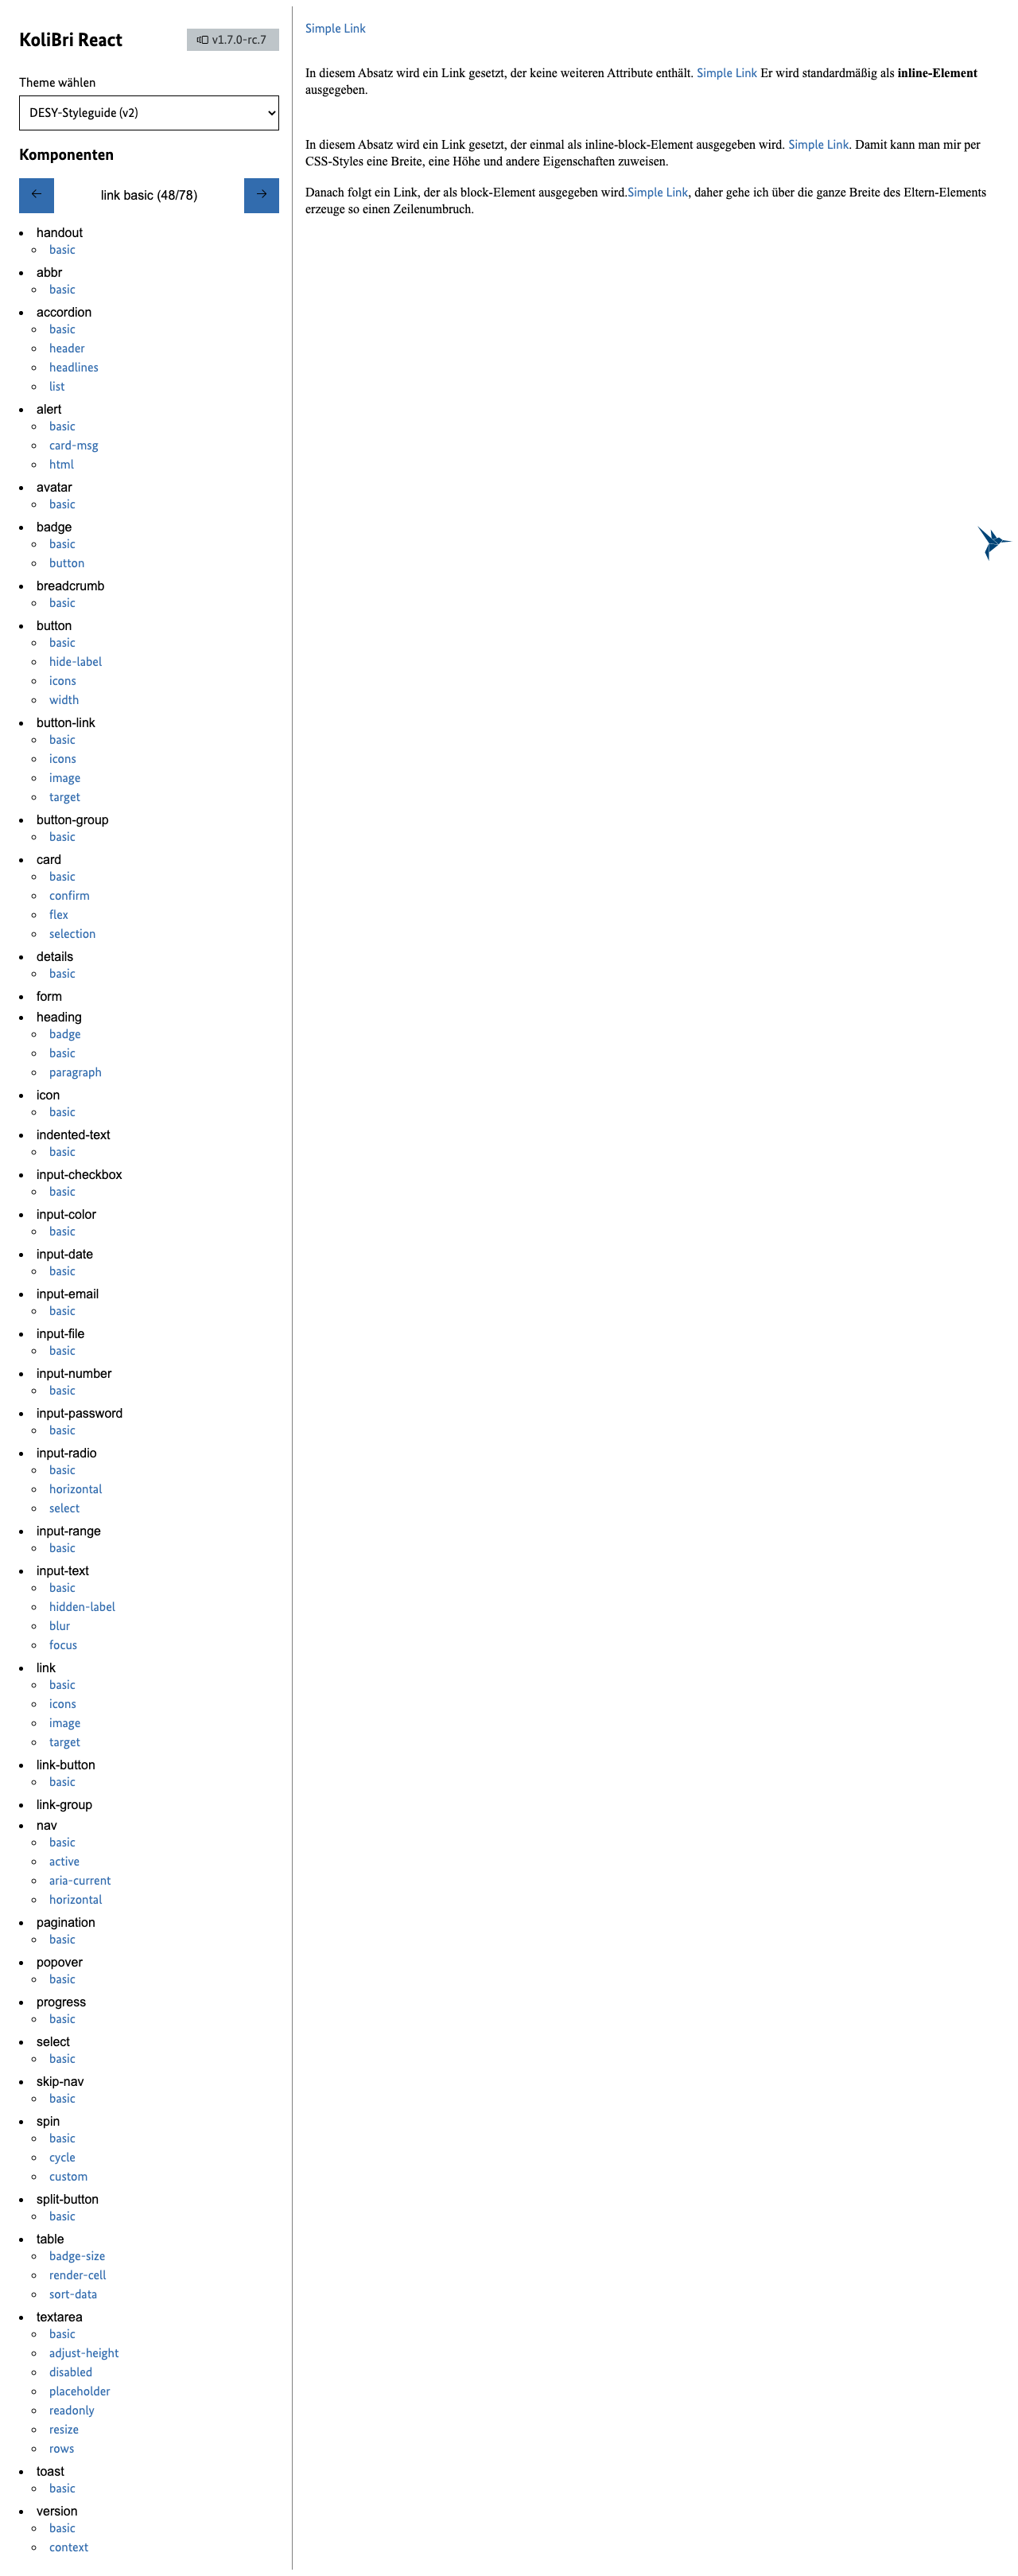 KoliBri React
v1.7.0-rc.7
Theme wählen
DESY-Styleguide (v2)
Komponenten
← link basic (48/78) →
handout
basic
abbr
basic
accordion
basic
header
headlines
list
alert
basic
card-msg
html
avatar
basic
badge
basic
button
breadcrumb
basic
button
basic
hide-label
icons
width
button-link
basic
icons
image
target
button-group
basic
card
basic
confirm
flex
selection
details
basic
form
heading
badge
basic
paragraph
icon
basic
indented-text
basic
input-checkbox
basic
input-color
basic
input-date
basic
input-email
basic
input-file
basic
input-number
basic
input-password
basic
input-radio
basic
horizontal
select
input-range
basic
input-text
basic
hidden-label
blur
focus
link
basic
icons
image
target
link-button
basic
link-group
nav
basic
active
aria-current
horizontal
pagination
basic
popover
basic
progress
basic
select
basic
skip-nav
basic
spin
basic
cycle
custom
split-button
basic
table
badge-size
render-cell
sort-data
textarea
basic
adjust-height
disabled
placeholder
readonly
resize
rows
toast
basic
version
basic
context
Simple Link
In diesem Absatz wird ein Link gesetzt, der keine weiteren Attribute enthält. Simple Link Er wird standardmäßig als inline-Element
ausgegeben.
In diesem Absatz wird ein Link gesetzt, der einmal als inline-block-Element ausgegeben wird. Simple Link. Damit kann man mir per
CSS-Styles eine Breite, eine Höhe und andere Eigenschaften zuweisen.
Danach folgt ein Link, der als block-Element ausgegeben wird.Simple Link, daher gehe ich über die ganze Breite des Eltern-Elements
erzeuge so einen Zeilenumbruch.